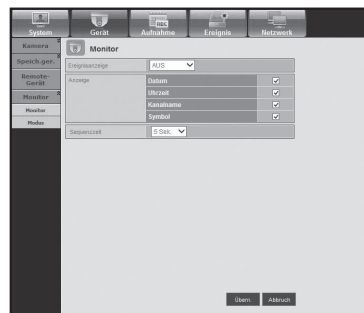 System Gerät Aufnahme Ereignis Netzwerk
Kamera
Speich.ger.
Remote-
Gerät
Monitor
Monitor
Modus
Monitor
Ereignisanzeige AUS
Anzeige Datum
Uhrzeit
Kanalname
Symbol
Sequenzzeit 5 Sek.
Übern. Abbruch